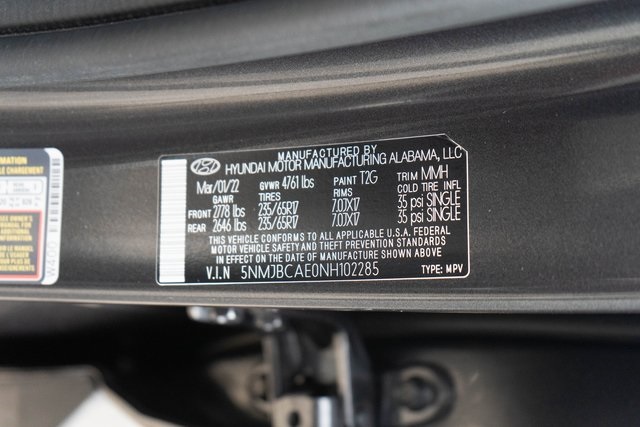 MANUFACTURED BY
HYUNDAI MOTOR MANUFACTURING ALABAMA, LLC
Mar/01/22 GVWR 4761 lbs PAINT T2G TRIM MMH
GAWR TIRES RIMS COLD TIRE INFL
FRONT 2778 lbs 235/65R17 7.0JX17 35 psi SINGLE
REAR 2646 lbs 235/65R17 7.0JX17 35 psi SINGLE
THIS VEHICLE CONFORMS TO ALL APPLICABLE U.S.A. FEDERAL
MOTOR VEHICLE SAFETY AND THEFT PREVENTION STANDARDS
IN EFFECT ON THE DATE OF MANUFACTURE SHOWN ABOVE
V.I.N 5NMJBCAE0NH102285 TYPE: MPV